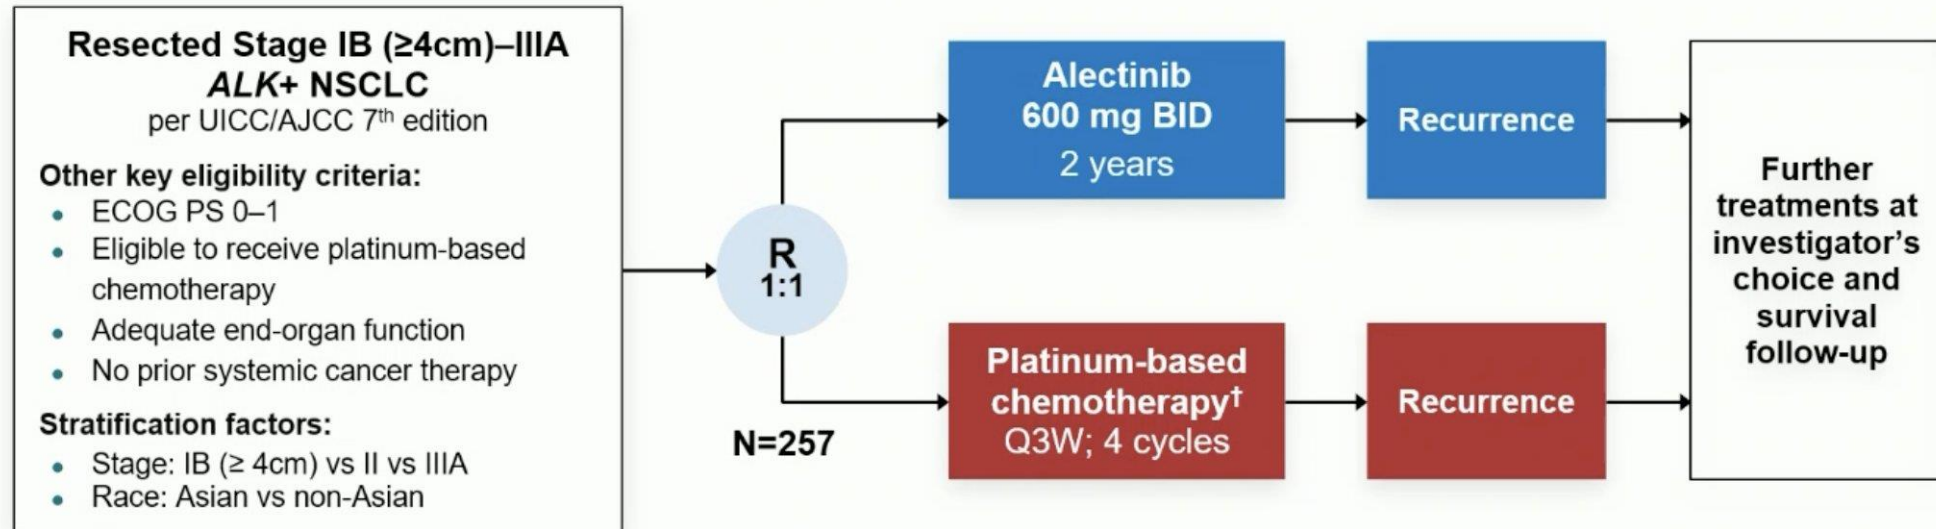 Resected Stage IB (≥4cm)–IIIA
ALK+ NSCLC
per UICC/AJCC 7th edition
Other key eligibility criteria:
• ECOG PS 0–1
• Eligible to receive platinum-based
chemotherapy
• Adequate end-organ function
• No prior systemic cancer therapy
Stratification factors:
• Stage: IB (≥ 4cm) vs II vs IIIA
• Race: Asian vs non-Asian
R
1:1
N=257
Alectinib
600 mg BID
2 years
Recurrence
Platinum-based
chemotherapy†
Q3W; 4 cycles
Recurrence
Further
treatments at
investigator’s
choice and
survival
follow-up